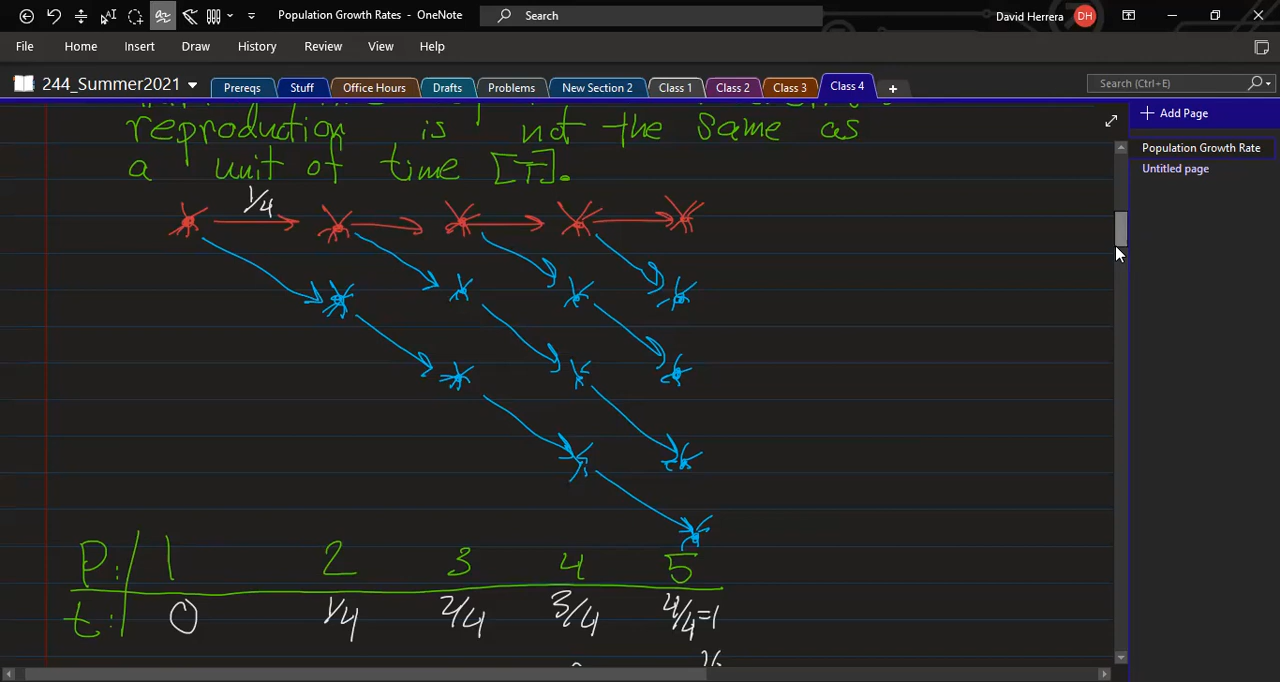 Population Growth Rates - OneNote
Search
David Herrera DH
File Home Insert Draw History Review View Help
244_Summer2021 Prereqs Stuff Office Hours Drafts Problems New Section 2 Class 1 Class 2 Class 3 Class 4 Search (Ctrl+E)
Add Page
Population Growth Rate
Untitled page
reproduction is not the same as
a unit of time [T].
1/4
P: 1 2 3 4 5
t: 0 1/4 2/4 3/4 4/4=1